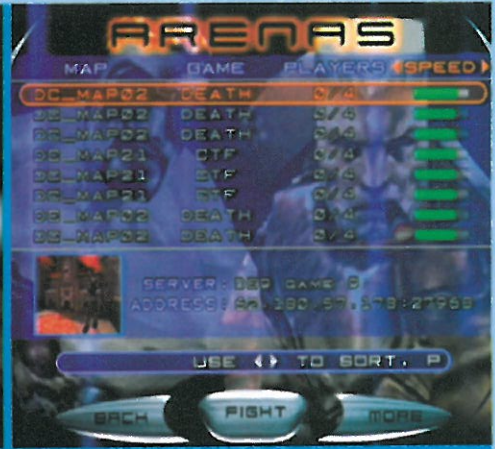 ARENAS
MAP GAME PLAYERS SPEED
DC_MAP02 DEATH 0/4
DC_MAP02 DEATH 0/4
DC_MAP02 DEATH 0/4
DC_MAP21 CTF 0/4
DC_MAP21 CTF 0/4
DC_MAP21 CTF 0/4
DC_MAP02 DEATH 0/4
DC_MAP02 DEATH 0/4
SERVER: GAME
ADDRESS:
USE TO SORT. P
BACK FIGHT MORE